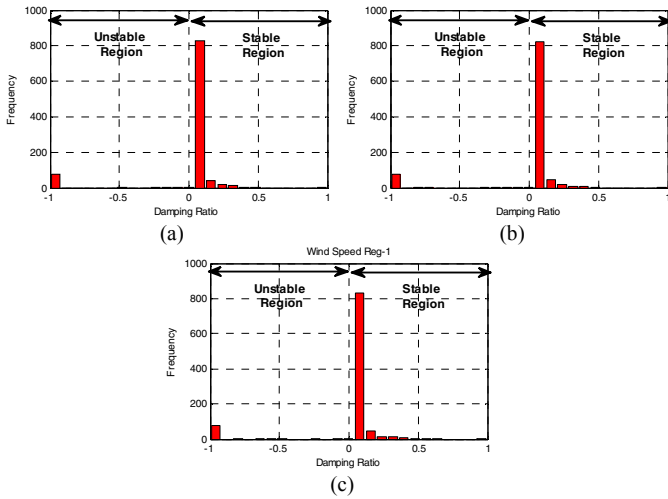 1000
800
600
400
200
0
Frequency
Unstable
Region
Stable
Region
-1 -0.5 0 0.5 1
Damping Ratio
(a)
1000
800
600
400
200
0
Frequency
Unstable
Region
Stable
Region
-1 -0.5 0 0.5 1
Damping Ratio
(b)
Wind Speed Reg-1
1000
800
600
400
200
0
Frequency
Unstable
Region
Stable
Region
-1 -0.5 0 0.5 1
Damping Ratio
(c)